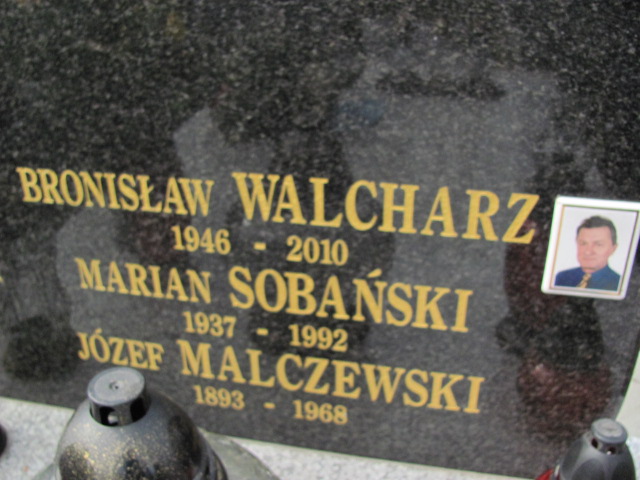 BRONISŁAW WALCHARZ
1946 - 2010
MARIAN SOBAŃSKI
1937 - 1992
JÓZEF MALCZEWSKI
1893 - 1968